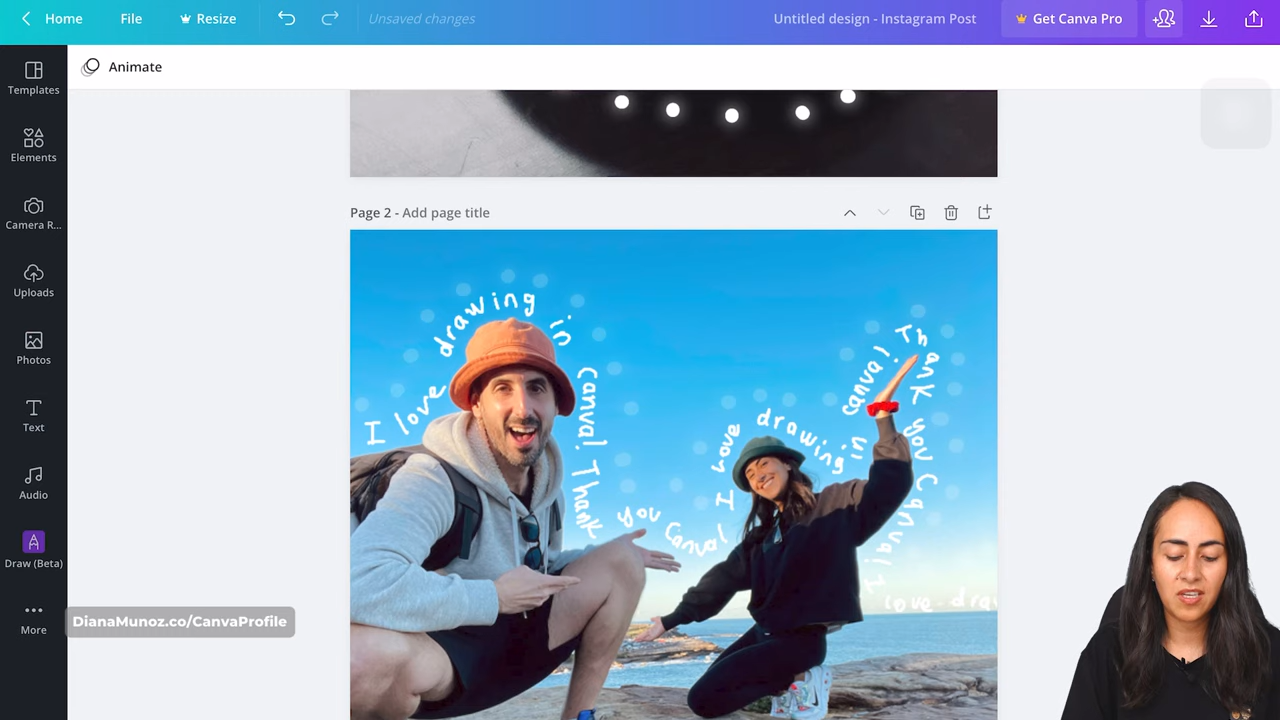 Home File Resize Unsaved changes Untitled design - Instagram Post Get Canva Pro
Animate
Templates
Elements
Camera R...
Uploads
Photos
Text
Audio
Draw (Beta)
More
Page 2 - Add page title
I love drawing in canva! Thank you Canva! I love drawing in canva! Thank you Canva! I love dra
DianaMunoz.co/CanvaProfile